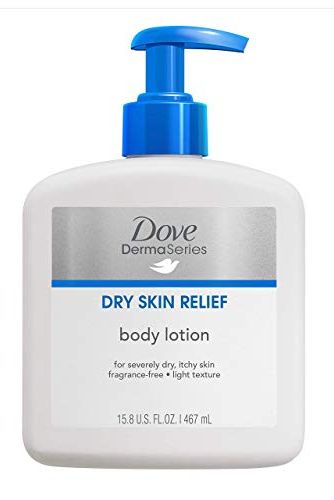 Dove
DermaSeries
DRY SKIN RELIEF
body lotion
for severely dry, itchy skin
fragrance-free • light texture
15.8 U.S. FL.OZ. | 467 mL